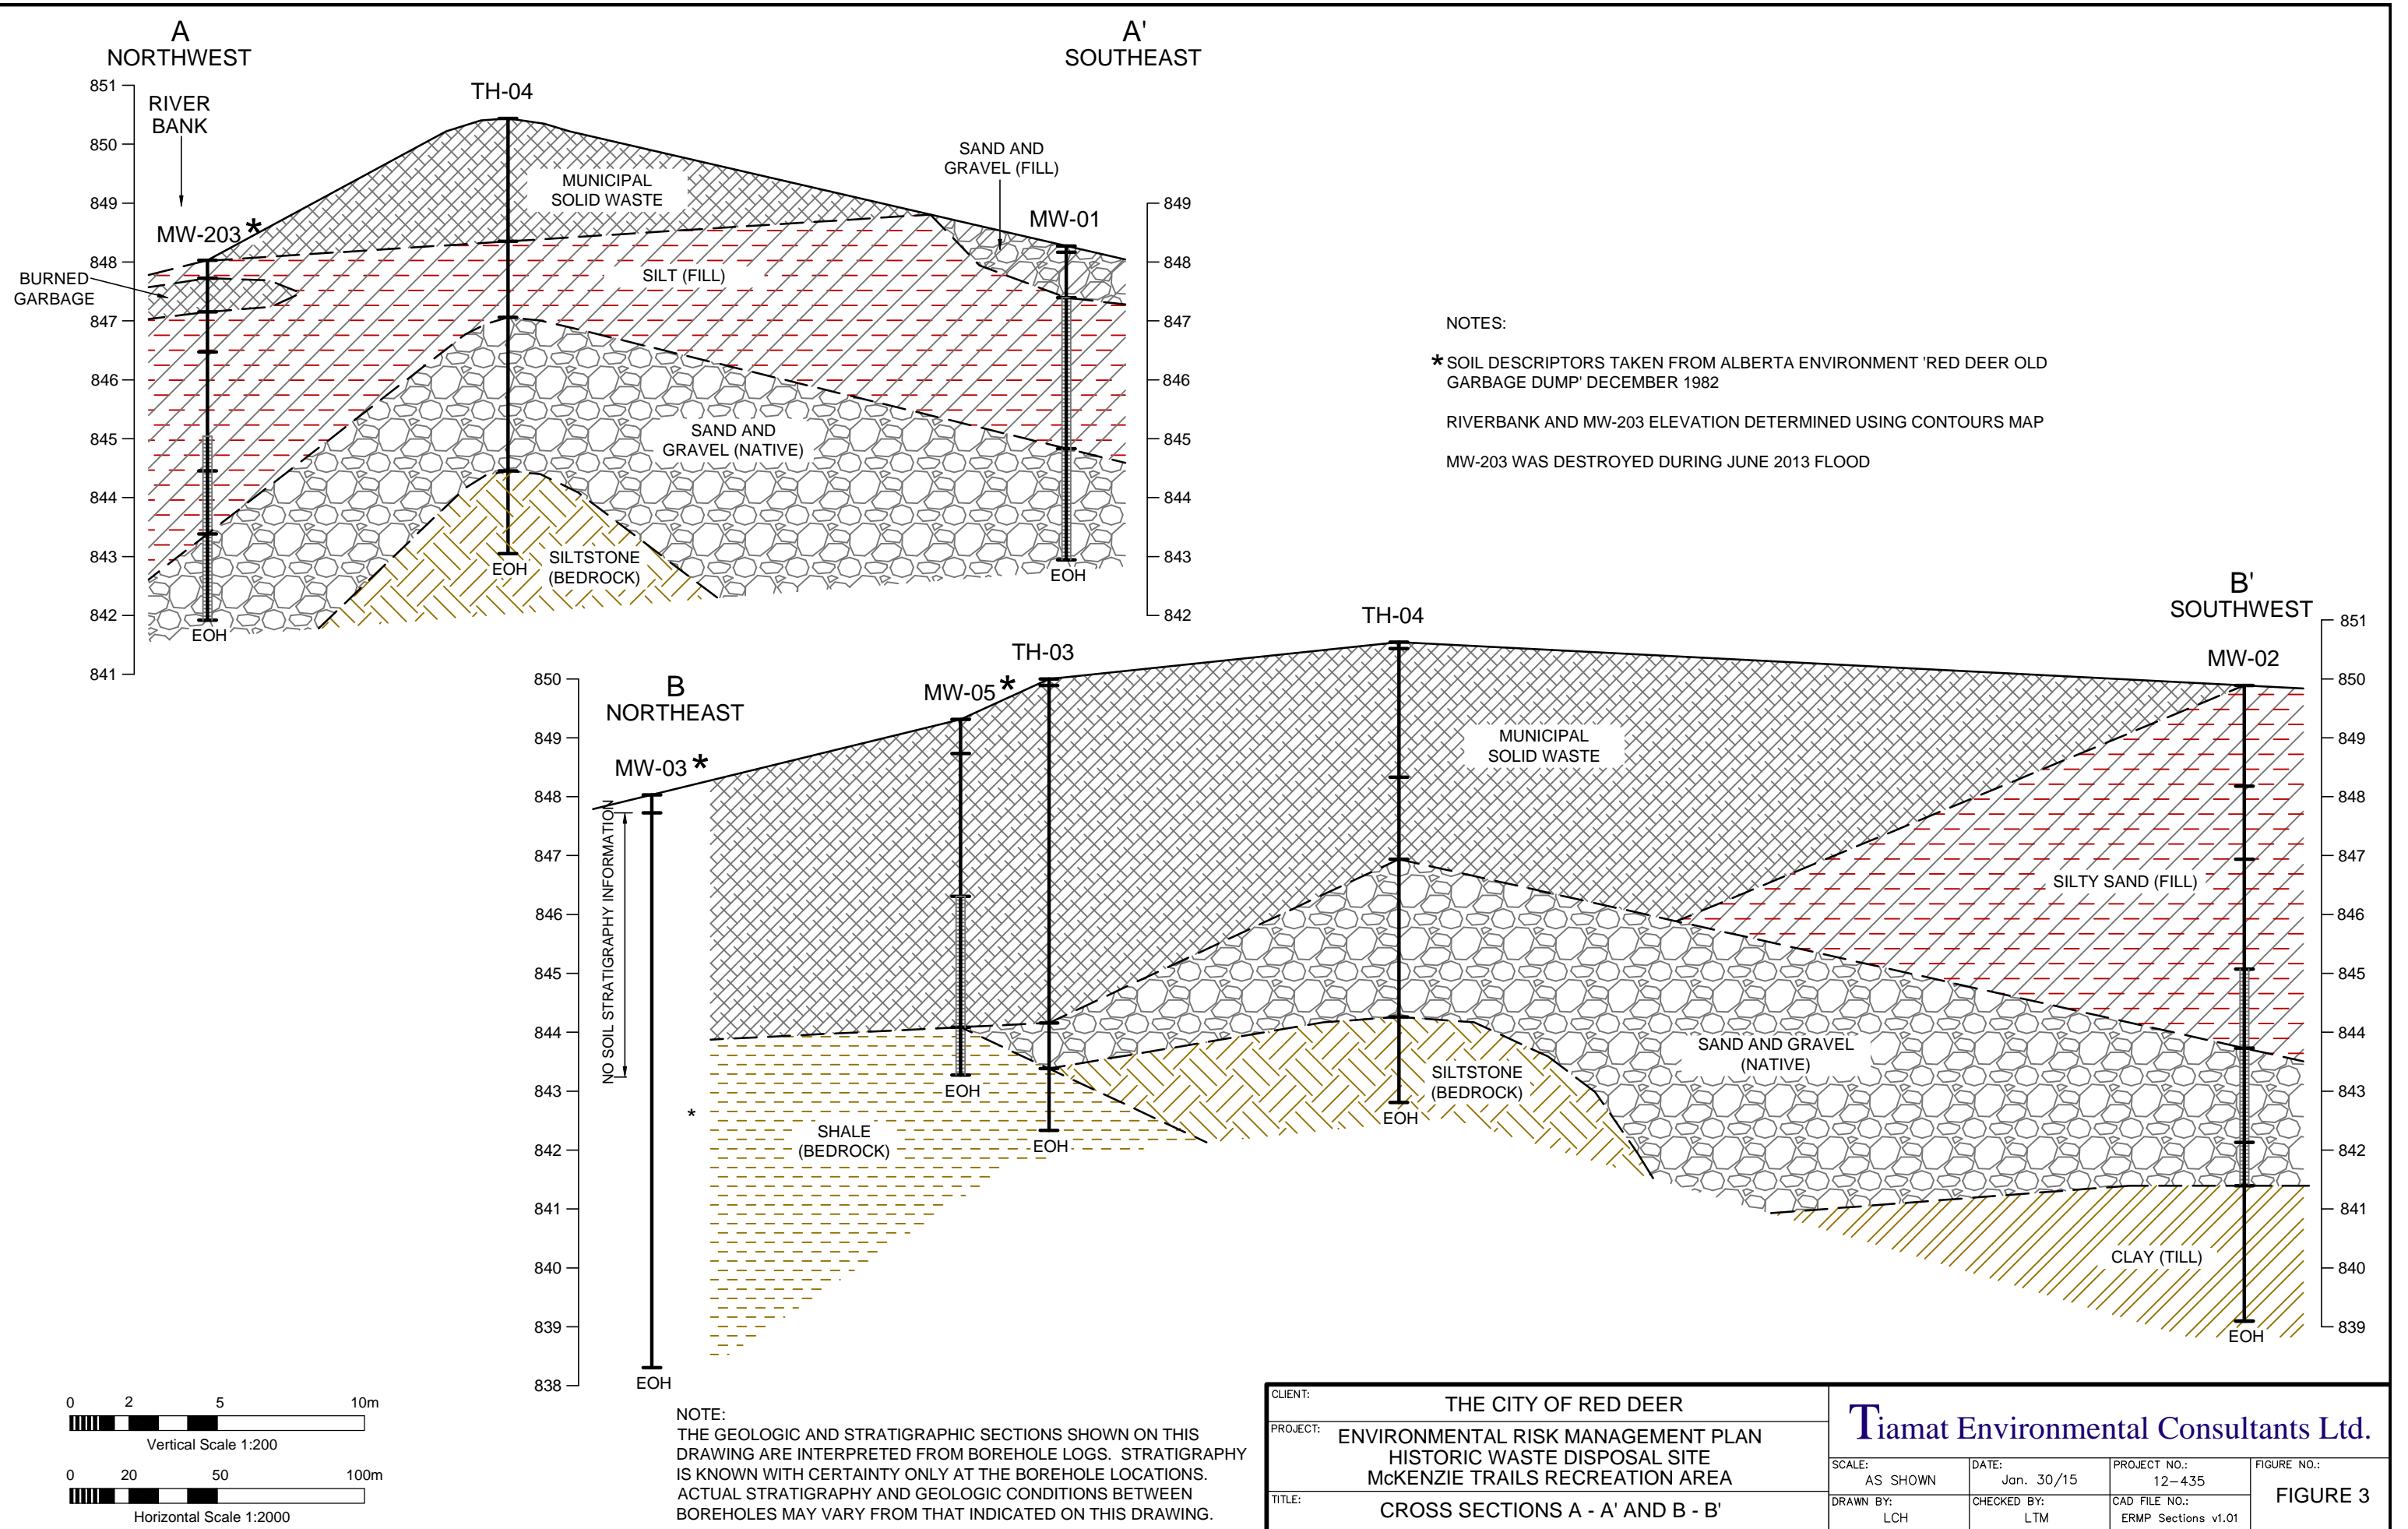 A
NORTHWEST
A'
SOUTHEAST
851
850
849
848
847
846
845
844
843
842
841
RIVER
BANK
TH-04
MUNICIPAL
SOLID WASTE
SAND AND
GRAVEL (FILL)
MW-01
MW-203*
BURNED
GARBAGE
SILT (FILL)
SAND AND
GRAVEL (NATIVE)
SILTSTONE
(BEDROCK)
EOH
EOH
EOH
849
848
847
846
845
844
843
842
NOTES:
* SOIL DESCRIPTORS TAKEN FROM ALBERTA ENVIRONMENT 'RED DEER OLD
GARBAGE DUMP' DECEMBER 1982
RIVERBANK AND MW-203 ELEVATION DETERMINED USING CONTOURS MAP
MW-203 WAS DESTROYED DURING JUNE 2013 FLOOD
B
NORTHEAST
B'
SOUTHWEST
850
849
848
847
846
845
844
843
842
841
840
839
838
MW-03*
MW-05*
TH-03
TH-04
MW-02
NO SOIL STRATIGRAPHY INFORMATION
MUNICIPAL
SOLID WASTE
SILTY SAND (FILL)
SAND AND GRAVEL
(NATIVE)
SILTSTONE
(BEDROCK)
*
SHALE
(BEDROCK)
CLAY (TILL)
EOH
EOH
EOH
EOH
EOH
851
850
849
848
847
846
845
844
843
842
841
840
839
0 2 5 10m
Vertical Scale 1:200
0 20 50 100m
Horizontal Scale 1:2000
NOTE:
THE GEOLOGIC AND STRATIGRAPHIC SECTIONS SHOWN ON THIS
DRAWING ARE INTERPRETED FROM BOREHOLE LOGS. STRATIGRAPHY
IS KNOWN WITH CERTAINTY ONLY AT THE BOREHOLE LOCATIONS.
ACTUAL STRATIGRAPHY AND GEOLOGIC CONDITIONS BETWEEN
BOREHOLES MAY VARY FROM THAT INDICATED ON THIS DRAWING.
CLIENT:
THE CITY OF RED DEER
PROJECT:
ENVIRONMENTAL RISK MANAGEMENT PLAN
HISTORIC WASTE DISPOSAL SITE
McKENZIE TRAILS RECREATION AREA
TITLE:
CROSS SECTIONS A - A' AND B - B'
Tiamat Environmental Consultants Ltd.
SCALE:
AS SHOWN
DATE:
Jan. 30/15
PROJECT NO.:
12-435
FIGURE NO.:
FIGURE 3
DRAWN BY:
LCH
CHECKED BY:
LTM
CAD FILE NO.:
ERMP Sections v1.01